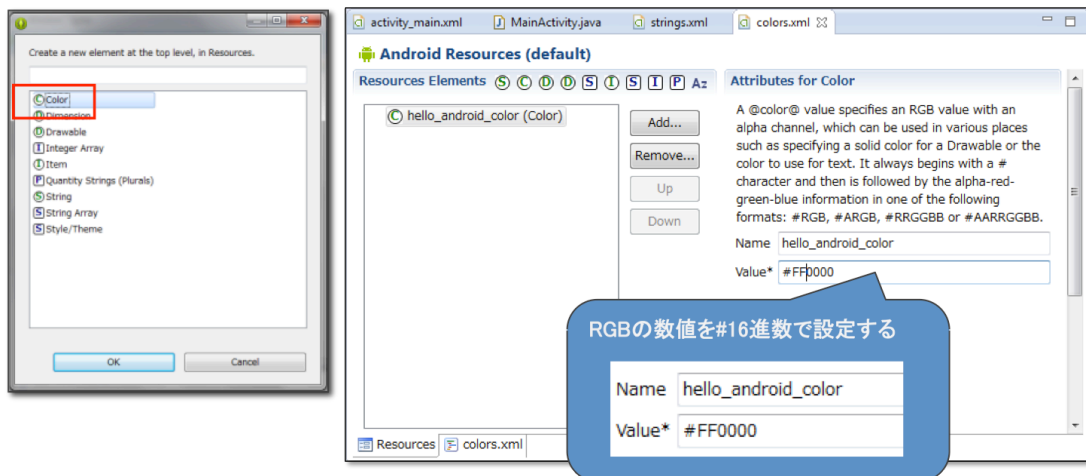 Create a new element at the top level, in Resources.
C Color
D Dimension
D Drawable
I Integer Array
I Item
P Quantity Strings (Plurals)
S String
S String Array
S Style/Theme
OK
Cancel
activity_main.xml
MainActivity.java
strings.xml
colors.xml
Android Resources (default)
Resources Elements S C D D S I S I P Az
C hello_android_color (Color)
Add...
Remove...
Up
Down
Attributes for Color
A @color@ value specifies an RGB value with an
alpha channel, which can be used in various places
such as specifying a solid color for a Drawable or the
color to use for text. It always begins with a #
character and then is followed by the alpha-red-
green-blue information in one of the following
formats: #RGB, #ARGB, #RRGGBB or #AARRGGBB.
Name hello_android_color
Value* #FF0000
RGBの数値を#16進数で設定する
Name hello_android_color
Value* #FF0000
Resources
colors.xml